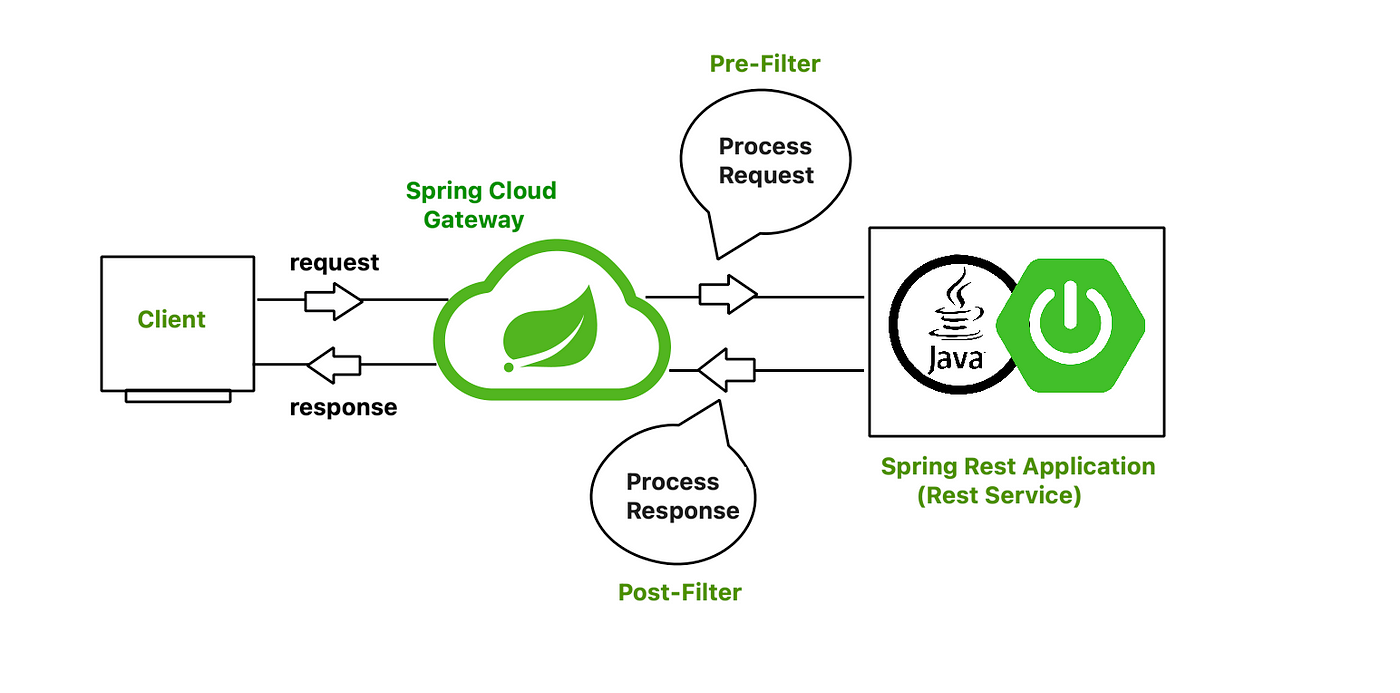 Pre-Filter
Process
Request
Spring Cloud
Gateway
request
Client
response
Java
Spring Rest Application
(Rest Service)
Process
Response
Post-Filter